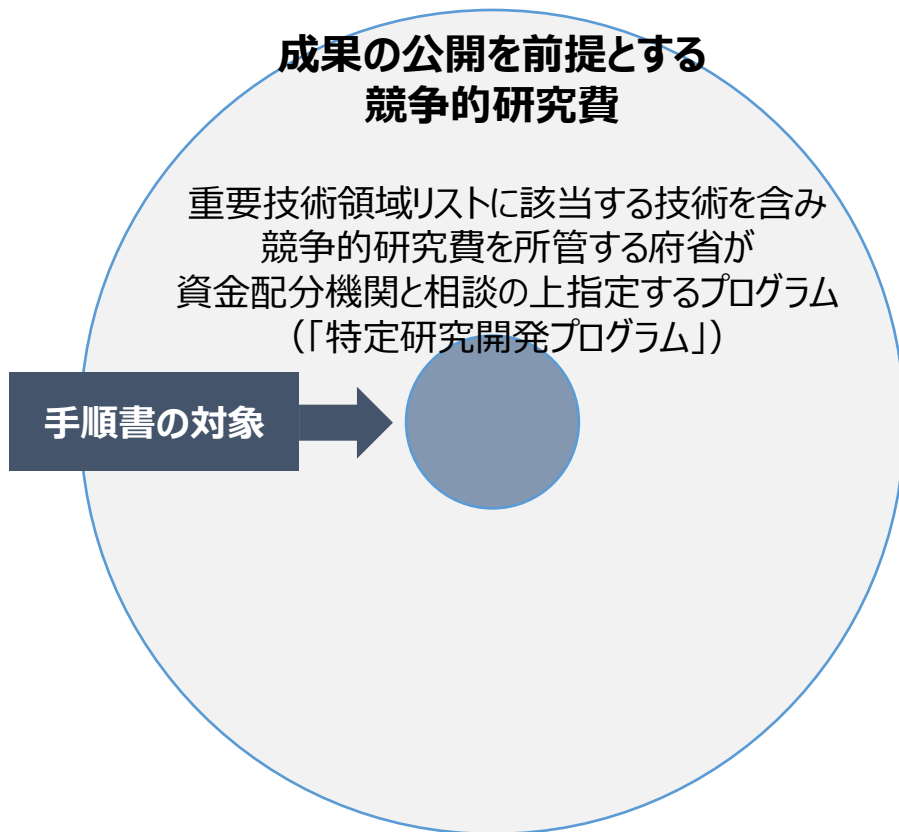 成果の公開を前提とする
競争的研究費
重要技術領域リストに該当する技術を含み
競争的研究費を所管する府省が
資金配分機関と相談の上指定するプログラム
（「特定研究開発プログラム」）
手順書の対象